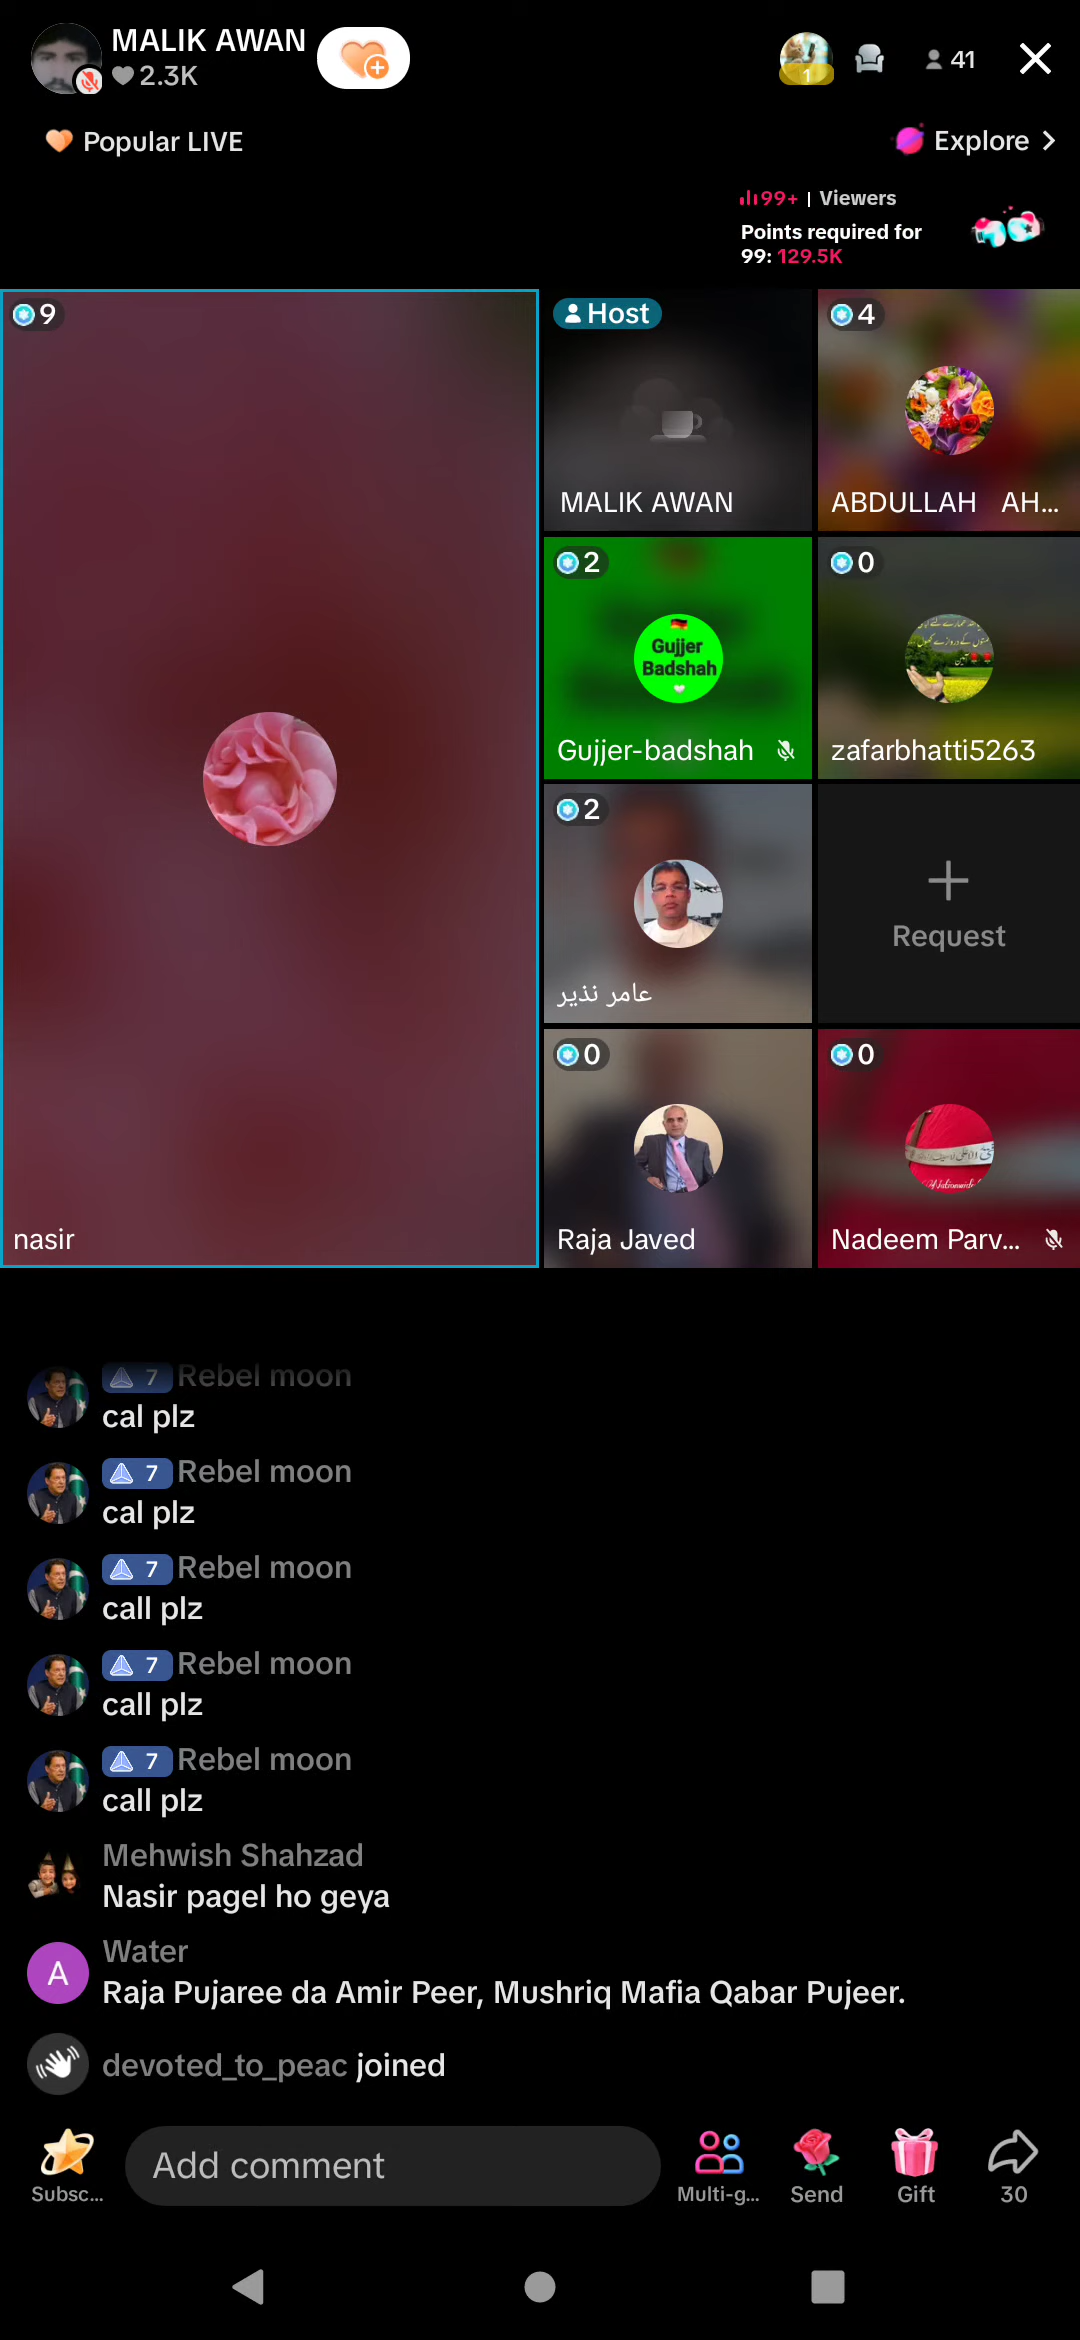 MALIK AWAN
2.3K
1
41
Popular LIVE
Explore
99+ | Viewers
Points required for
99: 129.5K
9
Host
4
MALIK AWAN
ABDULLAH AH...
2
0
Gujjer
Badshah
Gujjer-badshah
zafarbhatti5263
2
Request
عامر نذیر
0
0
Nationwide
nasir
Raja Javed
Nadeem Parv...
7 Rebel moon
cal plz
7 Rebel moon
cal plz
7 Rebel moon
call plz
7 Rebel moon
call plz
7 Rebel moon
call plz
Mehwish Shahzad
Nasir pagel ho geya
A
Water
Raja Pujaree da Amir Peer, Mushriq Mafia Qabar Pujeer.
devoted_to_peac joined
Add comment
Subsc...
Multi-g...
Send
Gift
30